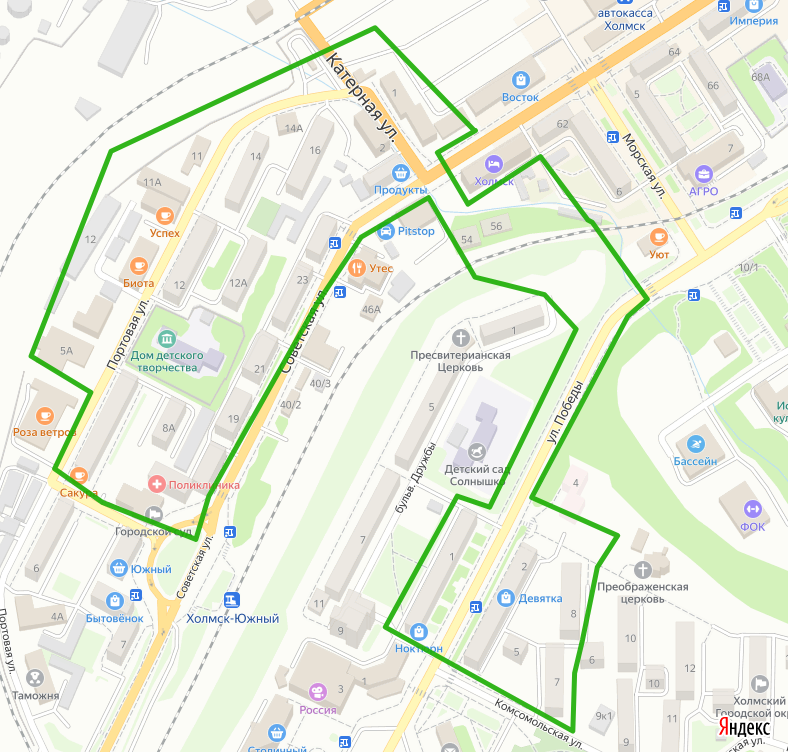 автокасса
Холмск
Империя
64
66
68А
5
Катерная ул.
1
Восток
14А
16
2
62
Морская ул.
7
11
14
Продукты
Холмск
6
АГРО
11А
Успех
Pitstop
54
56
Уют
12
Утес
10/1
Биота
12
12А
23
46А
Портовая ул.
Советская ул.
5А
Дом детского
творчества
21
40/3
40/2
1
Пресвитерианская
Церковь
ул. Победы
Роза ветров
8А
19
5
Бассейн
Детский сад
Солнышко
бульв. Дружбы
Сакура
Поликлиника
4
ФОК
Городской суд
Советская ул.
6
Южный
7
1
2
Преображенская
церковь
Бытовёнок
Холмск-Южный
11
Девятка
8
4А
7
9
Ноктюрн
10
12
6
Портовая ул.
Таможня
Россия
3
1
7
10
11
9к1
Холмский
Городской окр
Комсомольская ул.
Столичный
Яндекс